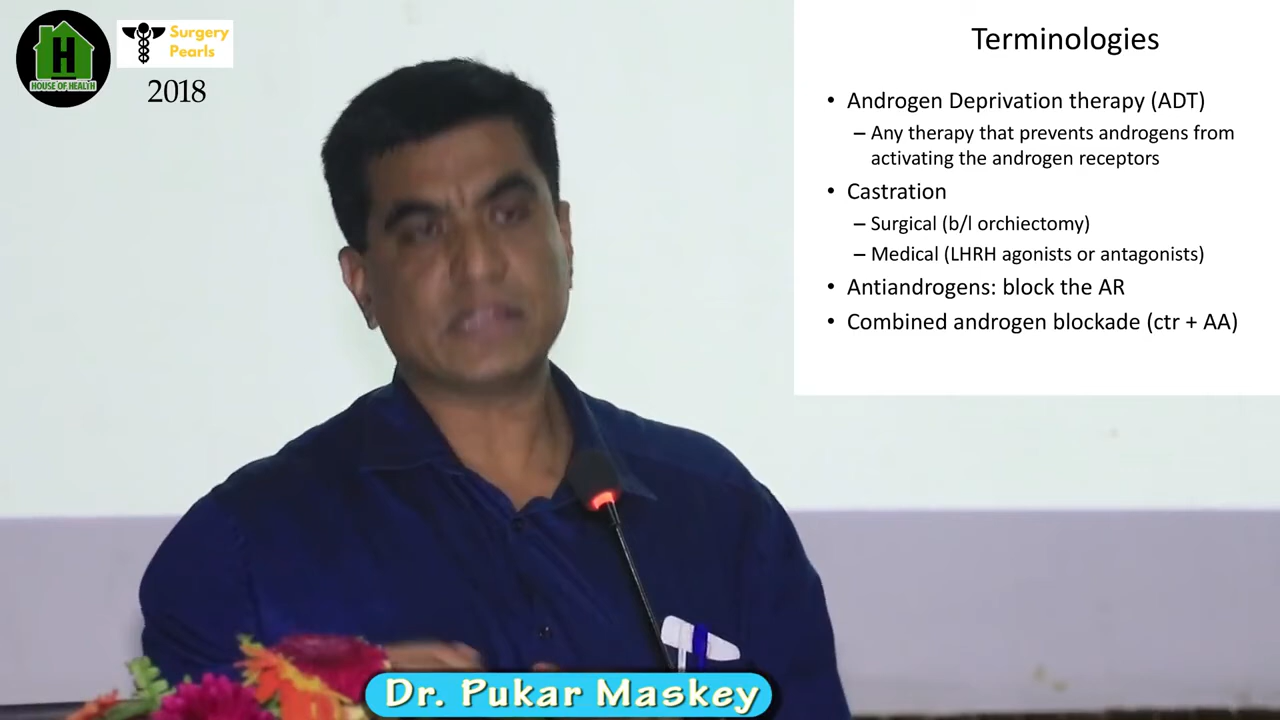 H
HOUSE OF HEALTH
Surgery
Pearls
2018
Terminologies
• Androgen Deprivation therapy (ADT)
– Any therapy that prevents androgens from
activating the androgen receptors
• Castration
– Surgical (b/l orchiectomy)
– Medical (LHRH agonists or antagonists)
• Antiandrogens: block the AR
• Combined androgen blockade (ctr + AA)
Dr. Pukar Maskey